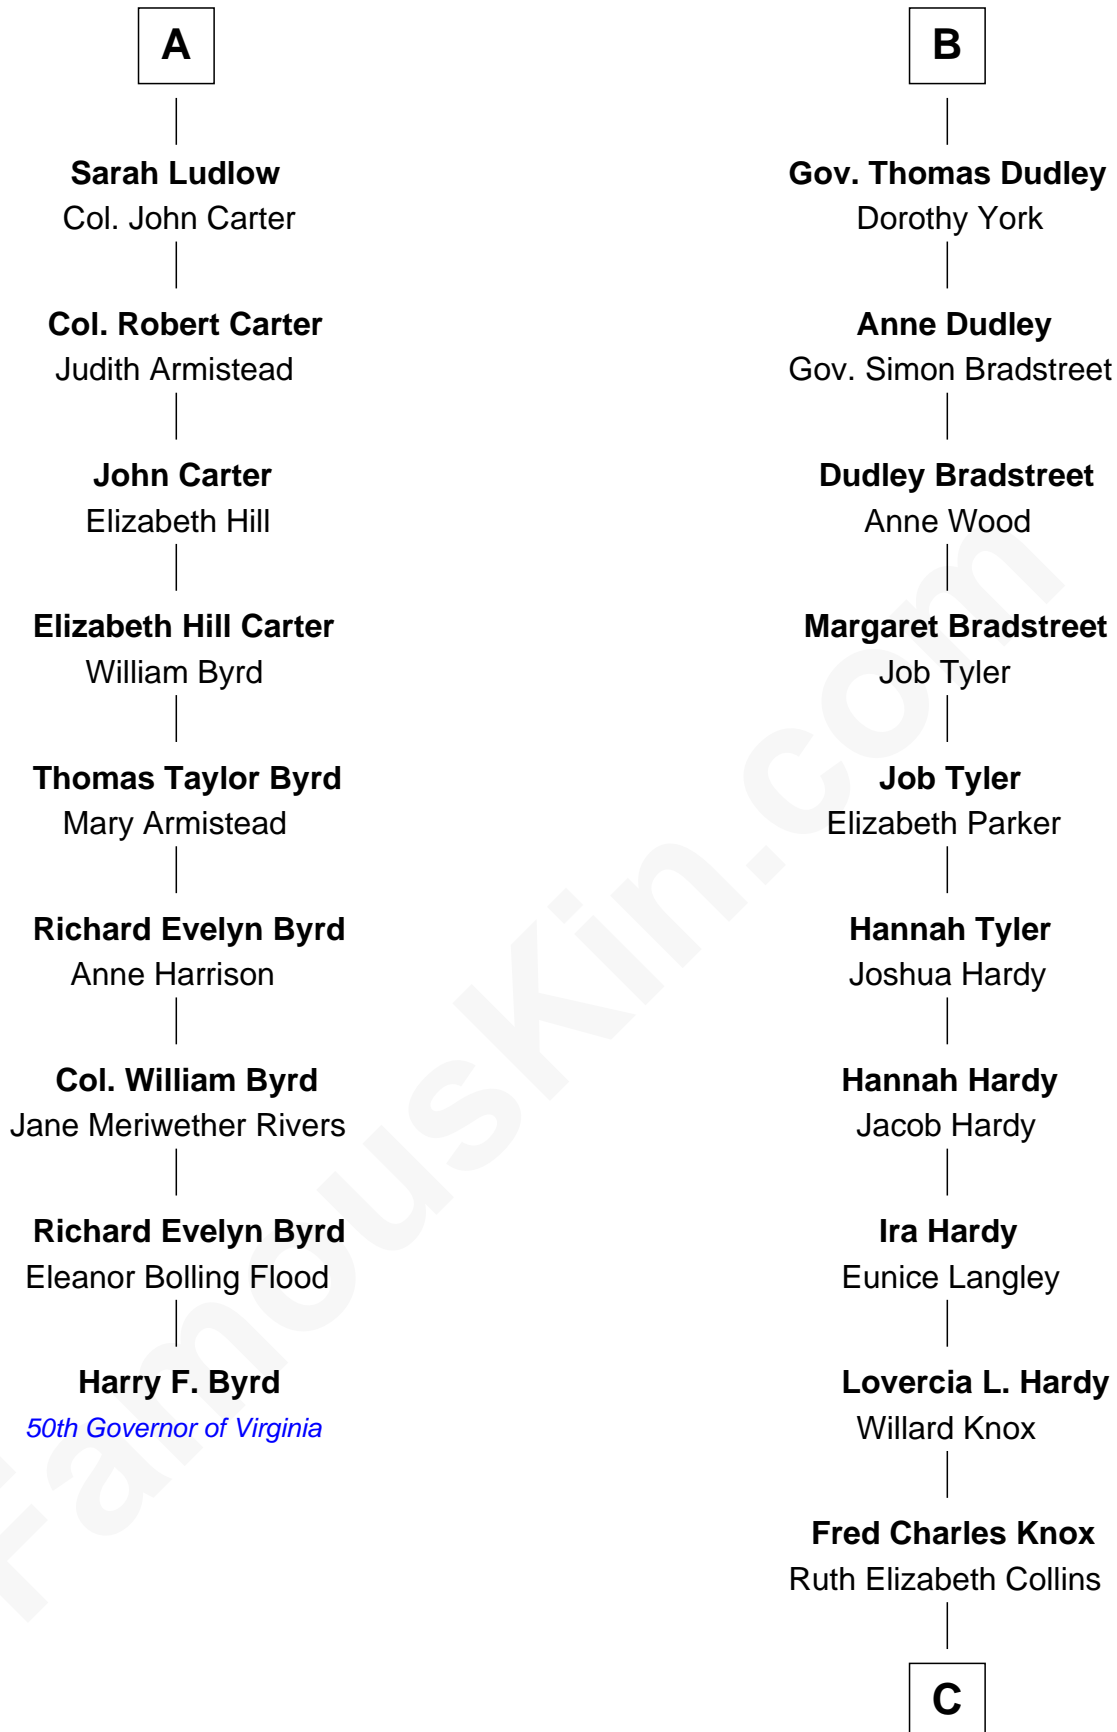 A
Sarah Ludlow
Col. John Carter
Col. Robert Carter
Judith Armistead
John Carter
Elizabeth Hill
Elizabeth Hill Carter
William Byrd
Thomas Taylor Byrd
Mary Armistead
Richard Evelyn Byrd
Anne Harrison
Col. William Byrd
Jane Meriwether Rivers
Richard Evelyn Byrd
Eleanor Bolling Flood
Harry F. Byrd
50th Governor of Virginia
B
Gov. Thomas Dudley
Dorothy York
Anne Dudley
Gov. Simon Bradstreet
Dudley Bradstreet
Anne Wood
Margaret Bradstreet
Job Tyler
Job Tyler
Elizabeth Parker
Hannah Tyler
Joshua Hardy
Hannah Hardy
Jacob Hardy
Ira Hardy
Eunice Langley
Lovercia L. Hardy
Willard Knox
Fred Charles Knox
Ruth Elizabeth Collins
C
FamousKin.com